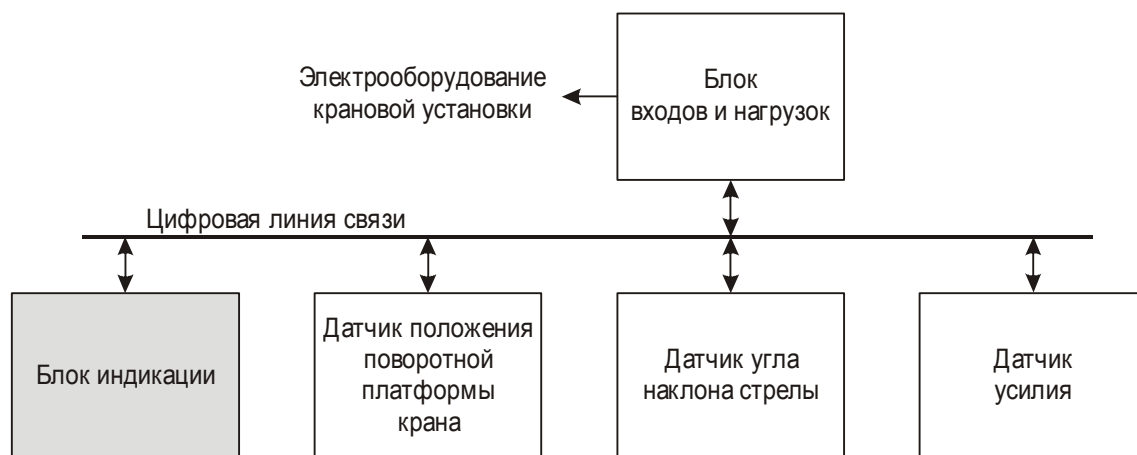 Электрооборудование
крановой установки
Блок
входов и нагрузок
Цифровая линия связи
Блок индикации
Датчик положения
поворотной
платформы
крана
Датчик угла
наклона стрелы
Датчик
усилия